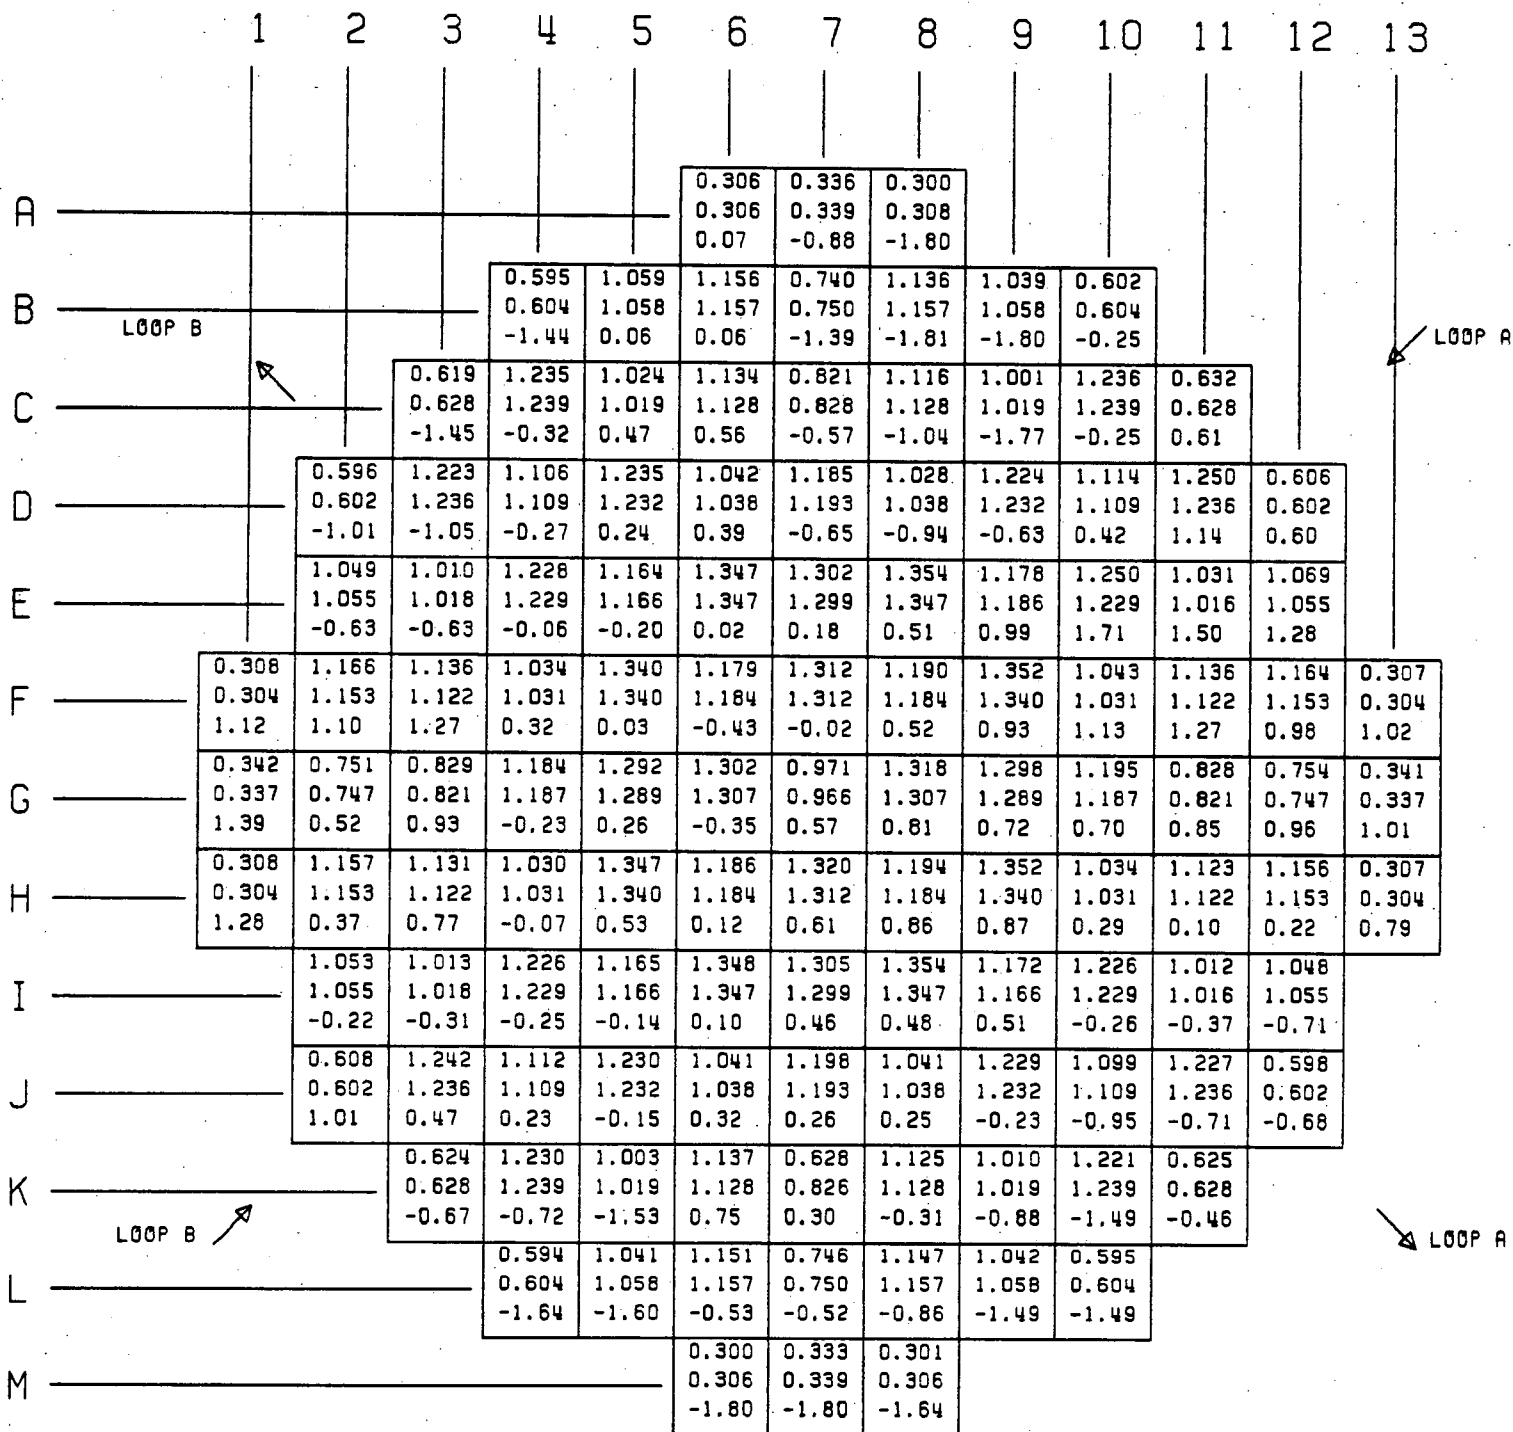 1 2 3 4 5 6 7 8 9 10 11 12 13
0.306 0.336 0.300
A 0.306 0.339 0.308
0.07 -0.88 -1.80
0.595 1.059 1.156 0.740 1.136 1.039 0.602
B 0.604 1.058 1.157 0.750 1.157 1.058 0.604
LOOP B -1.44 0.06 0.06 -1.39 -1.81 -1.80 -0.25 LOOP A
0.619 1.235 1.024 1.134 0.821 1.116 1.001 1.236 0.632
C 0.628 1.239 1.019 1.128 0.828 1.128 1.019 1.239 0.628
-1.45 -0.32 0.47 0.56 -0.57 -1.04 -1.77 -0.25 0.61
0.596 1.223 1.106 1.235 1.042 1.185 1.028 1.224 1.114 1.250 0.606
D 0.602 1.236 1.109 1.232 1.038 1.193 1.038 1.232 1.109 1.236 0.602
-1.01 -1.05 -0.27 0.24 0.39 -0.65 -0.94 -0.63 0.42 1.14 0.60
1.049 1.010 1.228 1.164 1.347 1.302 1.354 1.178 1.250 1.031 1.069
E 1.055 1.018 1.229 1.166 1.347 1.299 1.347 1.186 1.229 1.016 1.055
-0.63 -0.63 -0.06 -0.20 0.02 0.18 0.51 0.99 1.71 1.50 1.28
0.308 1.166 1.136 1.034 1.340 1.179 1.312 1.190 1.352 1.043 1.136 1.164 0.307
F 0.304 1.153 1.122 1.031 1.340 1.184 1.312 1.184 1.340 1.031 1.122 1.153 0.304
1.12 1.10 1.27 0.32 0.03 -0.43 -0.02 0.52 0.93 1.13 1.27 0.98 1.02
0.342 0.751 0.829 1.184 1.292 1.302 0.971 1.318 1.298 1.195 0.828 0.754 0.341
G 0.337 0.747 0.821 1.187 1.289 1.307 0.966 1.307 1.289 1.187 0.821 0.747 0.337
1.39 0.52 0.93 -0.23 0.26 -0.35 0.57 0.81 0.72 0.70 0.85 0.96 1.01
0.308 1.157 1.131 1.030 1.347 1.186 1.320 1.194 1.352 1.034 1.123 1.156 0.307
H 0.304 1.153 1.122 1.031 1.340 1.184 1.312 1.184 1.340 1.031 1.122 1.153 0.304
1.28 0.37 0.77 -0.07 0.53 0.12 0.61 0.86 0.87 0.29 0.10 0.22 0.79
1.053 1.013 1.226 1.165 1.348 1.305 1.354 1.172 1.226 1.012 1.048
I 1.055 1.018 1.229 1.166 1.347 1.299 1.347 1.166 1.229 1.016 1.055
-0.22 -0.31 -0.25 -0.14 0.10 0.46 0.48 0.51 -0.26 -0.37 -0.71
0.608 1.242 1.112 1.230 1.041 1.198 1.041 1.229 1.099 1.227 0.598
J 0.602 1.236 1.109 1.232 1.038 1.193 1.038 1.232 1.109 1.236 0.602
1.01 0.47 0.23 -0.15 0.32 0.26 0.25 -0.23 -0.95 -0.71 -0.68
0.624 1.230 1.003 1.137 0.628 1.125 1.010 1.221 0.625
K 0.628 1.239 1.019 1.128 0.826 1.128 1.019 1.239 0.628
-0.67 -0.72 -1.53 0.75 0.30 -0.31 -0.88 -1.49 -0.46
LOOP B LOOP A
0.594 1.041 1.151 0.746 1.147 1.042 0.595
L 0.604 1.058 1.157 0.750 1.157 1.058 0.604
-1.64 -1.60 -0.53 -0.52 -0.86 -1.49 -1.49
0.300 0.333 0.301
M 0.306 0.339 0.306
-1.80 -1.80 -1.64